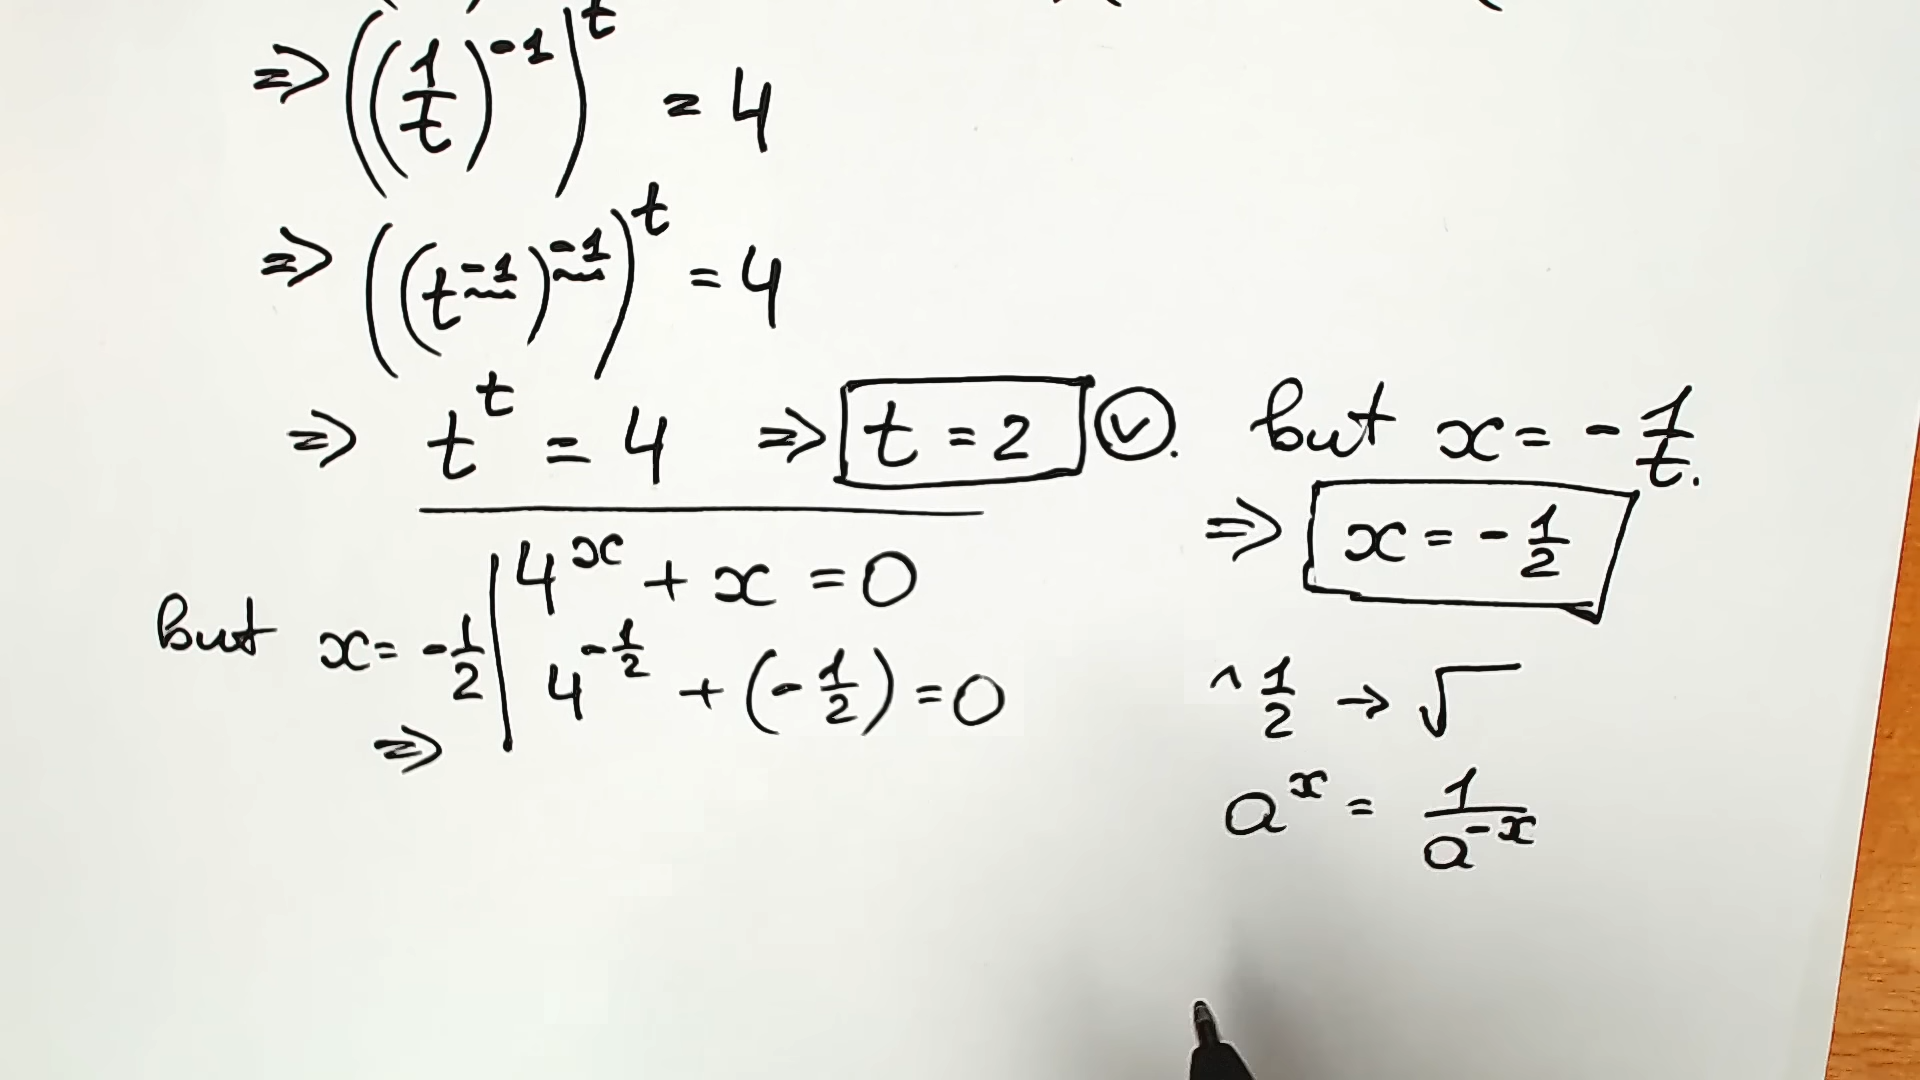 ⇒ ((1/t)^-1)^t = 4
⇒ ((t^-1)^-1)^t = 4
⇒ t^t = 4 ⇒ t = 2 ✓.
but x = -1/t.
⇒ x = -1/2
4^x + x = 0
but x = -1/2 | 4^-1/2 + (-1/2) = 0
⇒
^ 1/2 → √
a^x = 1/a^-x